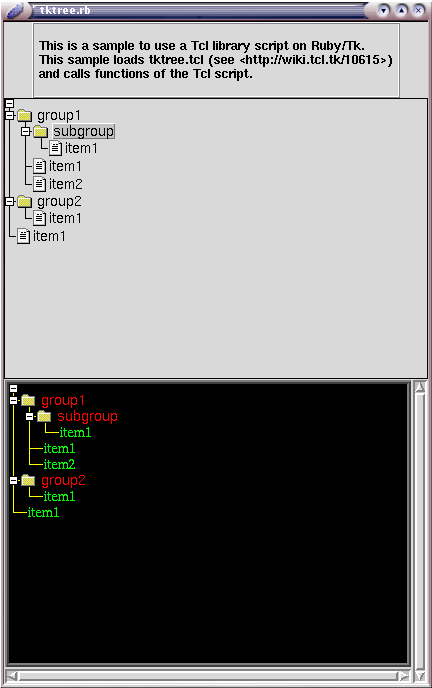 tktree.rb
This is a sample to use a Tcl library script on Ruby/Tk.
This sample loads tktree.tcl (see <http://wiki.tcl.tk/10615>)
and calls functions of the Tcl script.
group1
subgroup
item1
item1
item2
group2
item1
item1
group1
subgroup
item1
item1
item2
group2
item1
item1